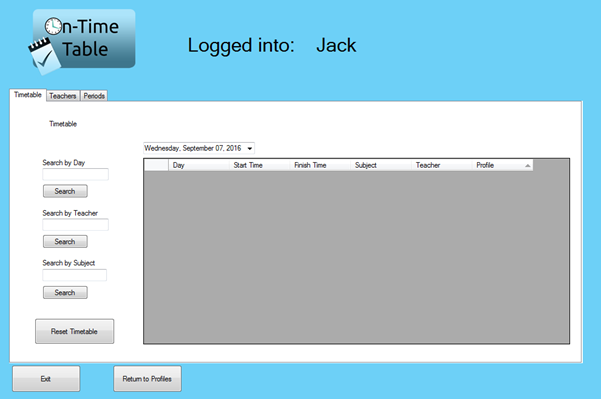 On-Time
Table
Logged into: Jack
Timetable Teachers Periods
Timetable
Wednesday, September 07, 2016
Search by Day
Search
Search by Teacher
Search
Search by Subject
Search
Reset Timetable
Day Start Time Finish Time Subject Teacher Profile
Exit Return to Profiles